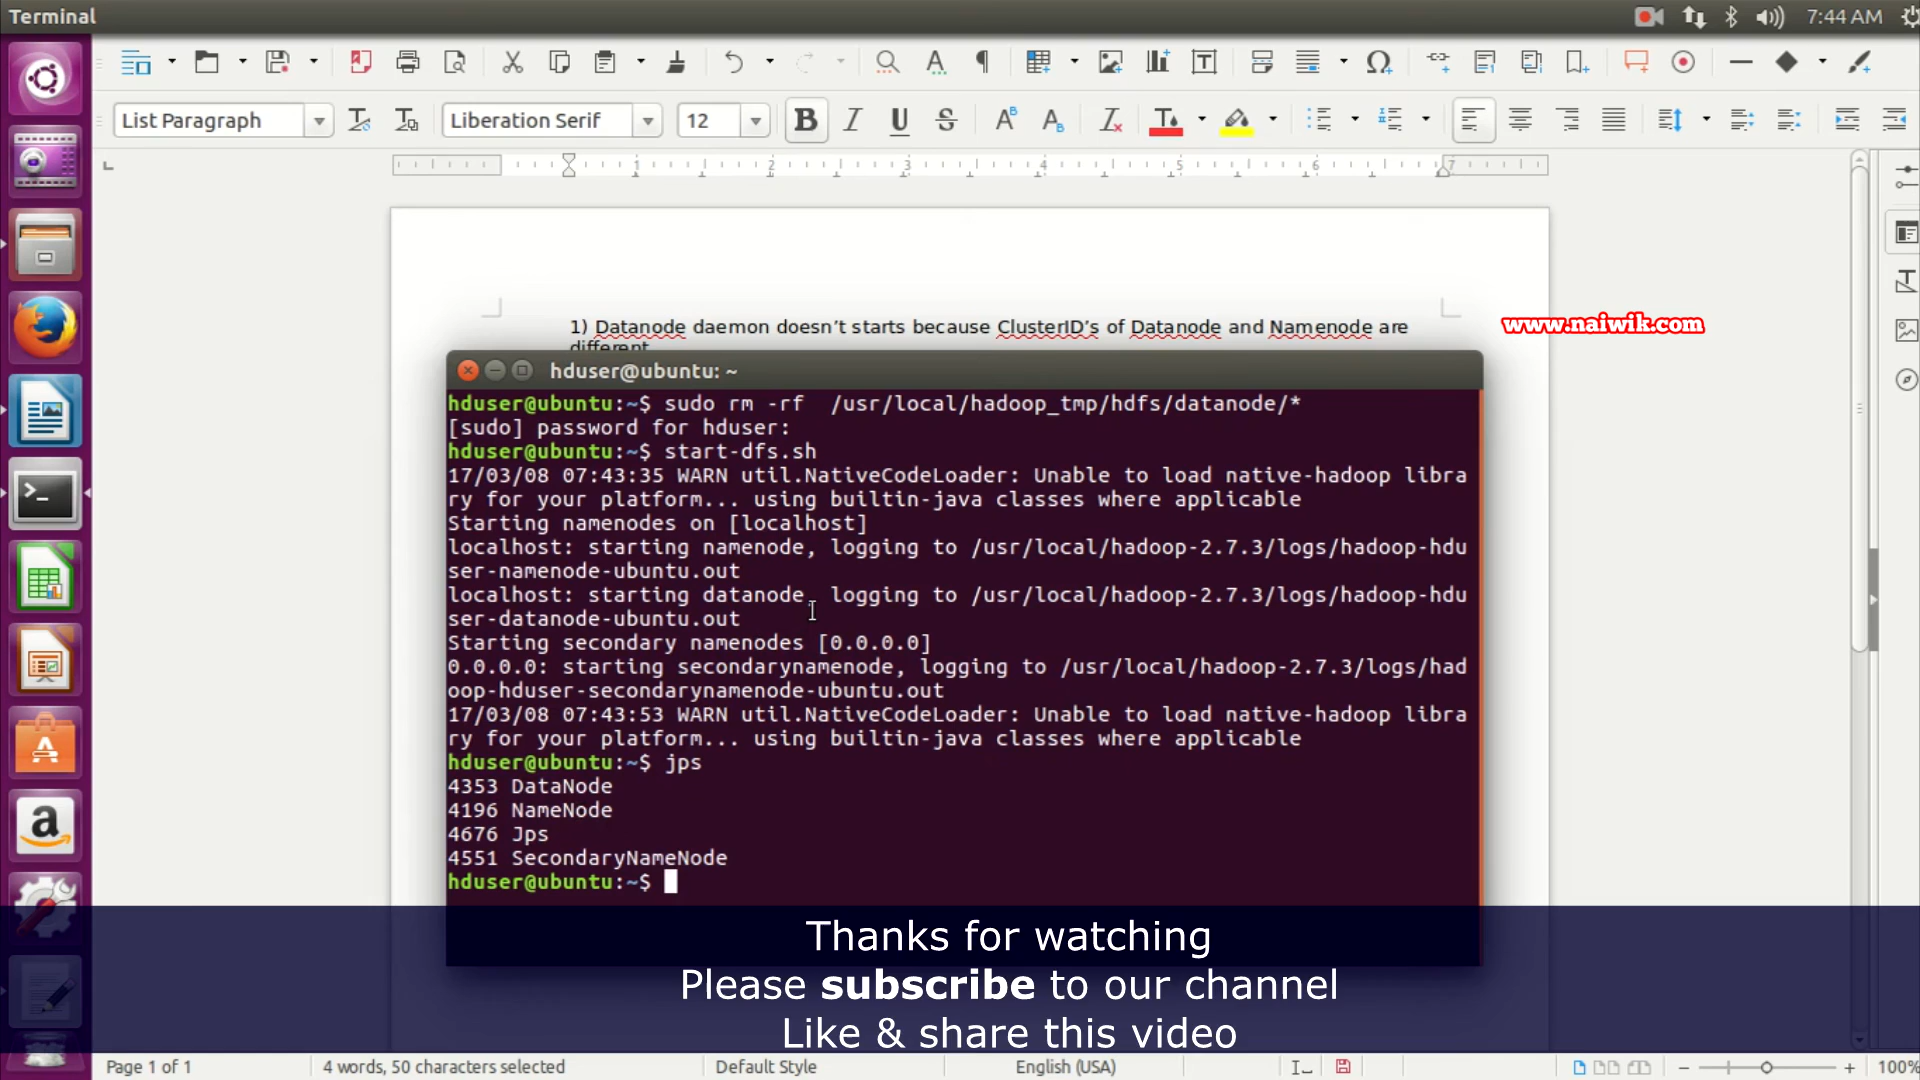 Terminal
7:44 AM
List Paragraph
Liberation Serif
12
1 2 3 4 5 6 7
1) Datanode daemon doesn't starts because ClusterID's of Datanode and Namenode are
different
www.naiwik.com
hduser@ubuntu: ~
hduser@ubuntu:~$ sudo rm -rf  /usr/local/hadoop_tmp/hdfs/datanode/*
[sudo] password for hduser:
hduser@ubuntu:~$ start-dfs.sh
17/03/08 07:43:35 WARN util.NativeCodeLoader: Unable to load native-hadoop libra
ry for your platform... using builtin-java classes where applicable
Starting namenodes on [localhost]
localhost: starting namenode, logging to /usr/local/hadoop-2.7.3/logs/hadoop-hdu
ser-namenode-ubuntu.out
localhost: starting datanode, logging to /usr/local/hadoop-2.7.3/logs/hadoop-hdu
ser-datanode-ubuntu.out
Starting secondary namenodes [0.0.0.0]
0.0.0.0: starting secondarynamenode, logging to /usr/local/hadoop-2.7.3/logs/had
oop-hduser-secondarynamenode-ubuntu.out
17/03/08 07:43:53 WARN util.NativeCodeLoader: Unable to load native-hadoop libra
ry for your platform... using builtin-java classes where applicable
hduser@ubuntu:~$ jps
4353 DataNode
4196 NameNode
4676 Jps
4551 SecondaryNameNode
hduser@ubuntu:~$
Thanks for watching
Please subscribe to our channel
Like & share this video
Page 1 of 1
4 words, 50 characters selected
Default Style
English (USA)
100%